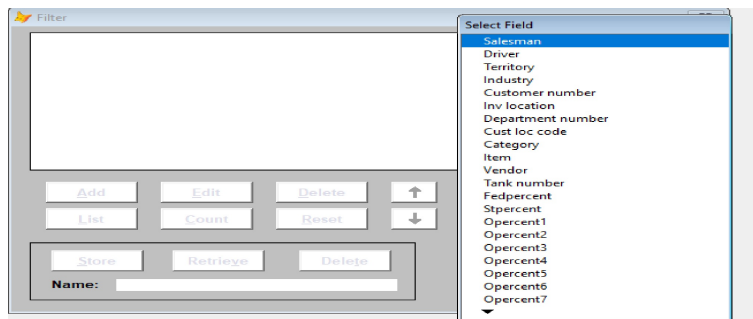 Filter
Add Edit Delete
List Count Reset
Store Retrieve Delete
Name:
Select Field
Salesman
Driver
Territory
Industry
Customer number
Inv location
Department number
Cust loc code
Category
Item
Vendor
Tank number
Fedpercent
Stpercent
Opercent1
Opercent2
Opercent3
Opercent4
Opercent5
Opercent6
Opercent7